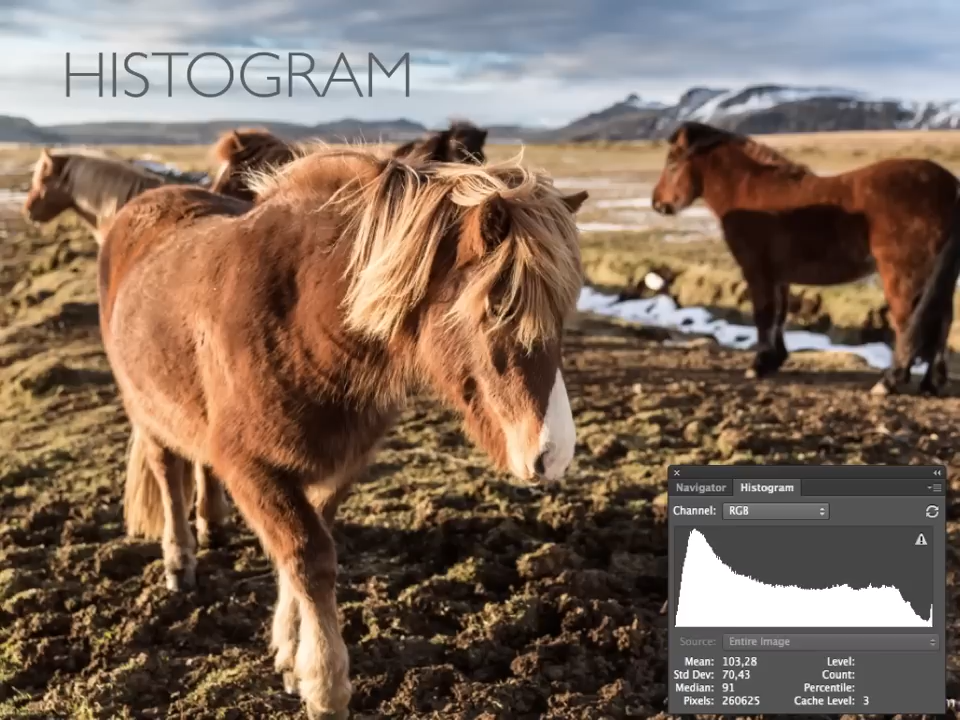 HISTOGRAM
Navigator Histogram
Channel: RGB
Source: Entire Image
Mean: 103,28 Level:
Std Dev: 70,43 Count:
Median: 91 Percentile:
Pixels: 260625 Cache Level: 3